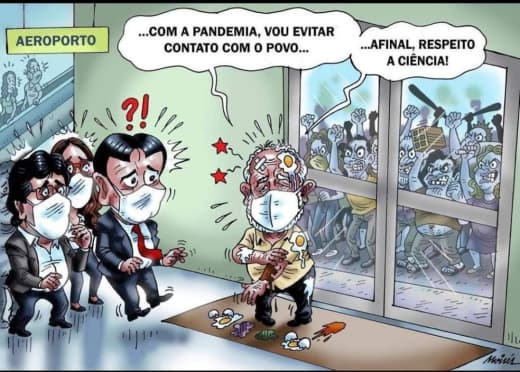 AEROPORTO
...COM A PANDEMIA, VOU EVITAR
CONTATO COM O POVO...
...AFINAL, RESPEITO
A CIÊNCIA!
?!
Moisés